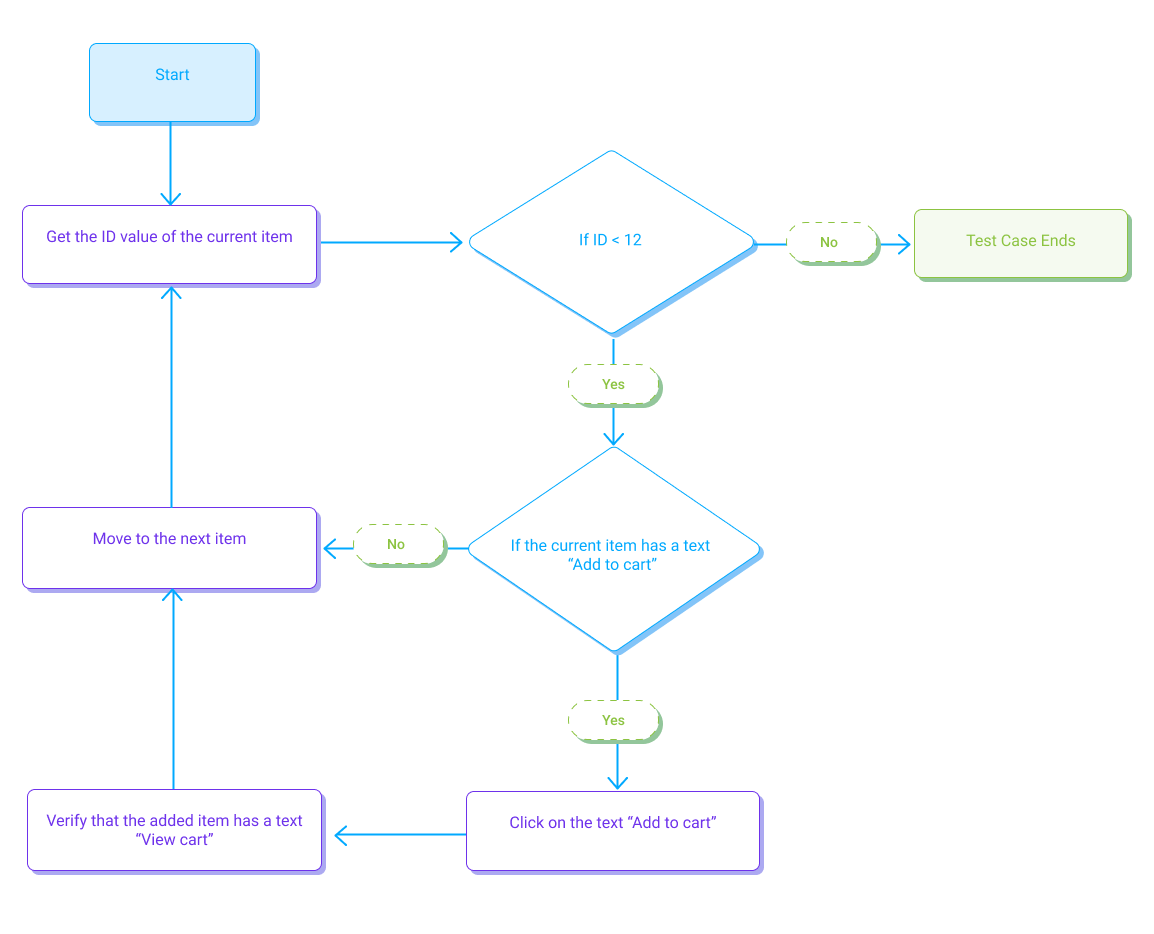 Start
Get the ID value of the current item
If ID < 12
No
Test Case Ends
Yes
Move to the next item
No
If the current item has a text
“Add to cart”
Yes
Verify that the added item has a text
“View cart”
Click on the text “Add to cart”